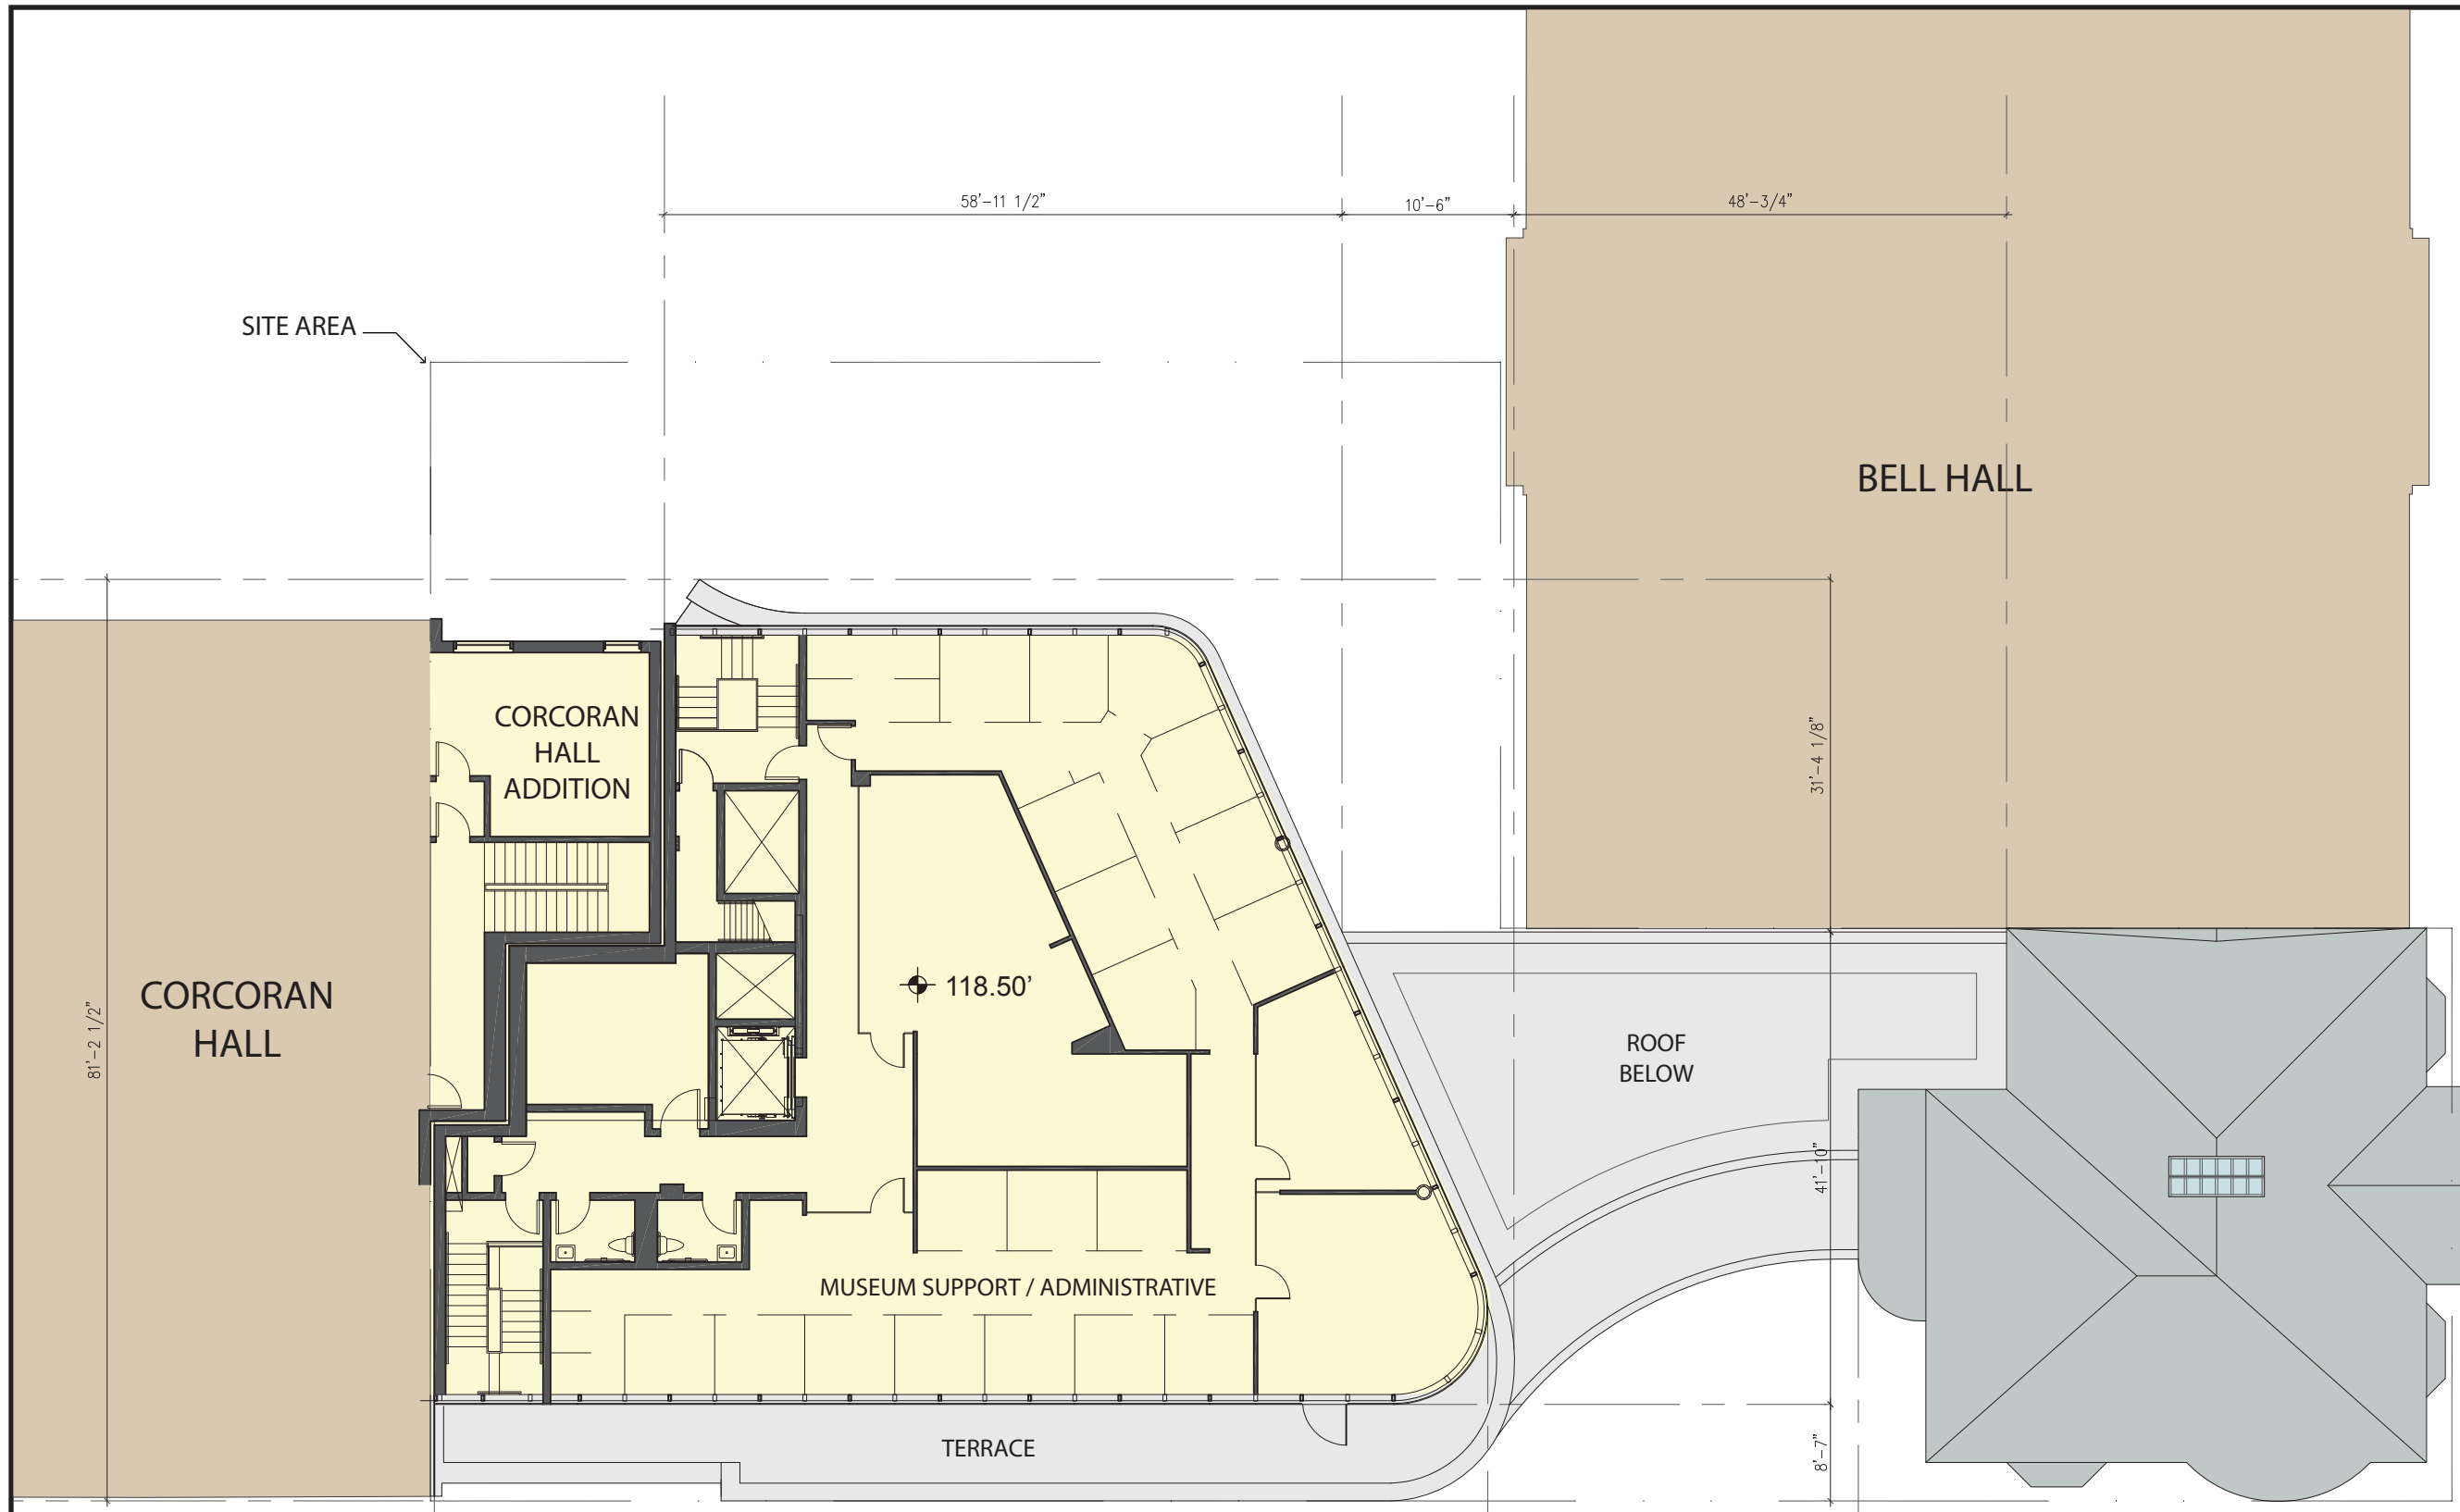 58'-11 1/2"
10'-6"
48'-3/4"
SITE AREA
BELL HALL
CORCORAN
HALL
ADDITION
31'-4 1/8"
118.50'
CORCORAN
HALL
81'-2 1/2"
ROOF
BELOW
41'-10"
MUSEUM SUPPORT / ADMINISTRATIVE
TERRACE
8'-7"